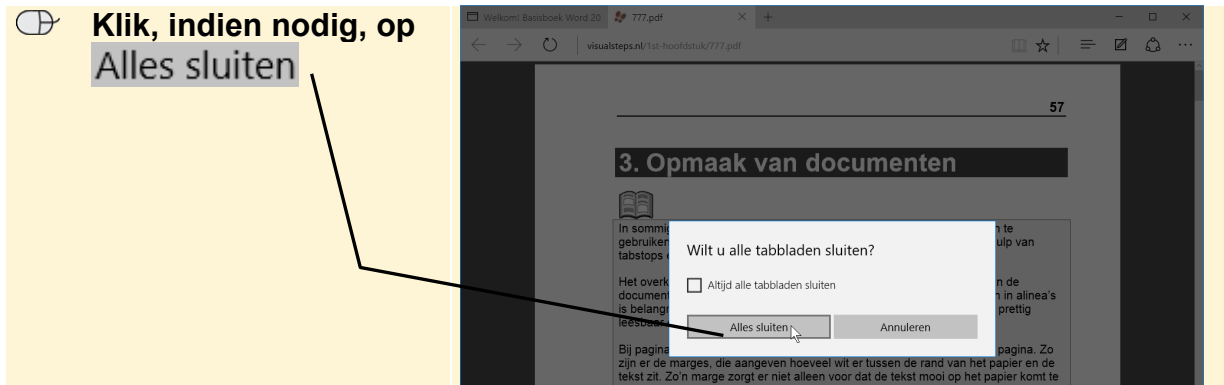 Klik, indien nodig, op
Alles sluiten
Welkom! Basisboek Word 20
777.pdf
visualsteps.nl/1st-hoofdstuk/777.pdf
57
3. Opmaak van documenten
In sommig
n te
gebruiken
ulp van
tabstops
Het overk
n de
document
n in alinea's
is belangr
prettig
leesbaar
Wilt u alle tabbladen sluiten?
Altijd alle tabbladen sluiten
Alles sluiten
Annuleren
Bij pagina
pagina. Zo
zijn er de marges, die aangeven hoeveel wit er tussen de rand van het papier en de
tekst zit. Zo'n marge zorgt er niet alleen voor dat de tekst mooi op het papier komt te